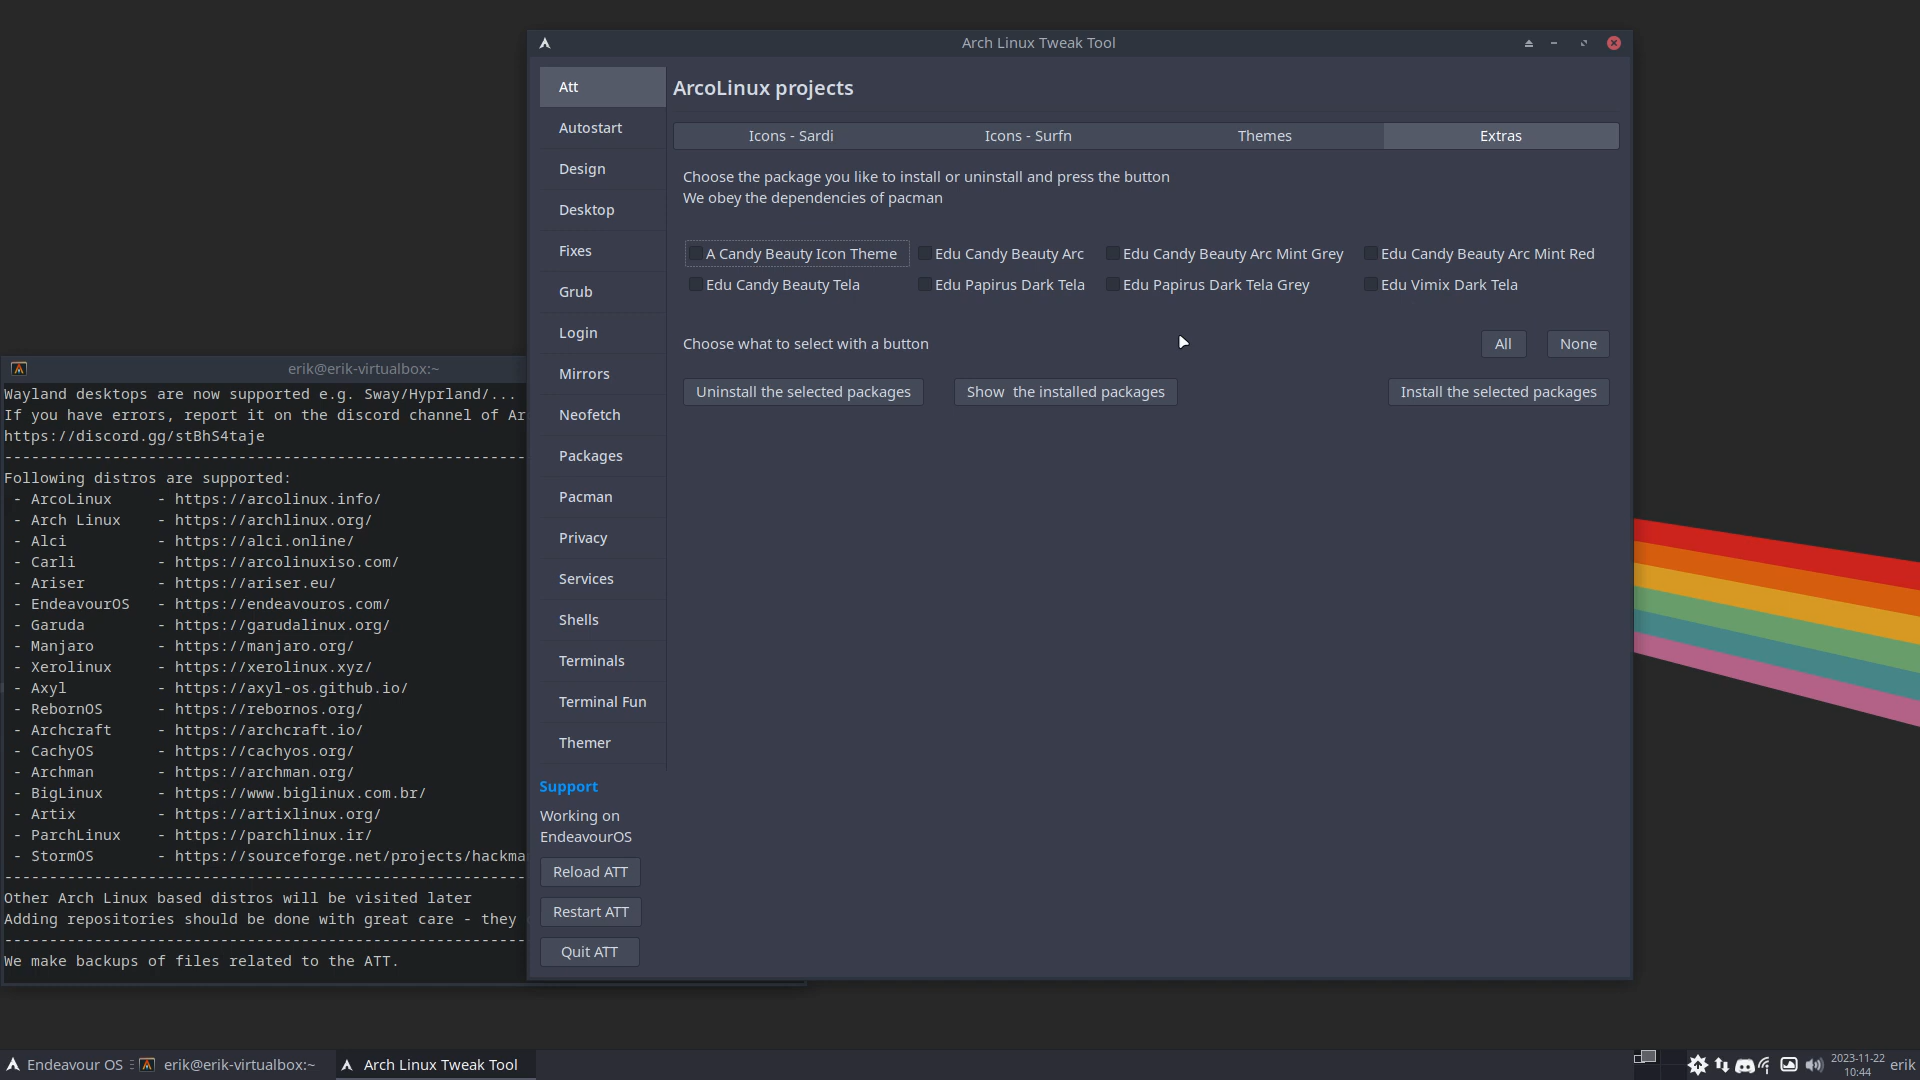 Arch Linux Tweak Tool
Att
Autostart
Design
Desktop
Fixes
Grub
Login
Mirrors
Neofetch
Packages
Pacman
Privacy
Services
Shells
Terminals
Terminal Fun
Themer
Support
Working on
EndeavourOS
Reload ATT
Restart ATT
Quit ATT
ArcoLinux projects
Icons - Sardi Icons - Surfn Themes Extras
Choose the package you like to install or uninstall and press the button
We obey the dependencies of pacman
A Candy Beauty Icon Theme Edu Candy Beauty Arc Edu Candy Beauty Arc Mint Grey Edu Candy Beauty Arc Mint Red
Edu Candy Beauty Tela Edu Papirus Dark Tela Edu Papirus Dark Tela Grey Edu Vimix Dark Tela
Choose what to select with a button All None
Uninstall the selected packages Show  the installed packages Install the selected packages
erik@erik-virtualbox:~
Wayland desktops are now supported e.g. Sway/Hyprland/...
If you have errors, report it on the discord channel of Ar
https://discord.gg/stBhS4taje
----------------------------------------------------------
Following distros are supported:
- ArcoLinux     - https://arcolinux.info/
- Arch Linux    - https://archlinux.org/
- Alci          - https://alci.online/
- Carli         - https://arcolinuxiso.com/
- Ariser        - https://ariser.eu/
- EndeavourOS   - https://endeavouros.com/
- Garuda        - https://garudalinux.org/
- Manjaro       - https://manjaro.org/
- Xerolinux     - https://xerolinux.xyz/
- Axyl          - https://axyl-os.github.io/
- RebornOS      - https://rebornos.org/
- Archcraft     - https://archcraft.io/
- CachyOS       - https://cachyos.org/
- Archman       - https://archman.org/
- BigLinux      - https://www.biglinux.com.br/
- Artix         - https://artixlinux.org/
- ParchLinux    - https://parchlinux.ir/
- StormOS       - https://sourceforge.net/projects/hackma
----------------------------------------------------------
Other Arch Linux based distros will be visited later
Adding repositories should be done with great care - they
----------------------------------------------------------
We make backups of files related to the ATT.
Endeavour OS erik@erik-virtualbox:~ Arch Linux Tweak Tool 2023-11-22 10:44 erik